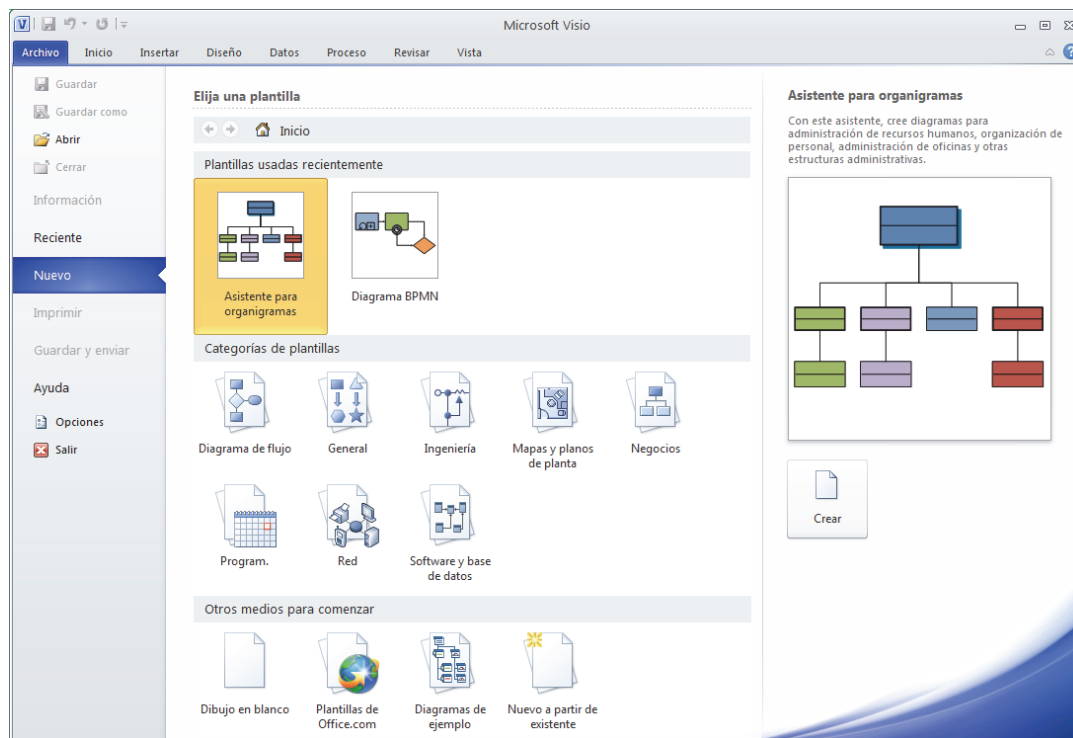 Microsoft Visio
Archivo Inicio Insertar Diseño Datos Proceso Revisar Vista
Guardar
Guardar como
Abrir
Cerrar
Información
Reciente
Nuevo
Imprimir
Guardar y enviar
Ayuda
Opciones
Salir
Elija una plantilla
Inicio
Plantillas usadas recientemente
Asistente para
organigramas
Diagrama BPMN
Categorías de plantillas
Diagrama de flujo
General
Ingeniería
Mapas y planos
de planta
Negocios
Program.
Red
Software y base
de datos
Otros medios para comenzar
Dibujo en blanco
Plantillas de
Office.com
Diagramas de
ejemplo
Nuevo a partir de
existente
Asistente para organigramas
Con este asistente, cree diagramas para
administración de recursos humanos, organización de
personal, administración de oficinas y otras
estructuras administrativas.
Crear